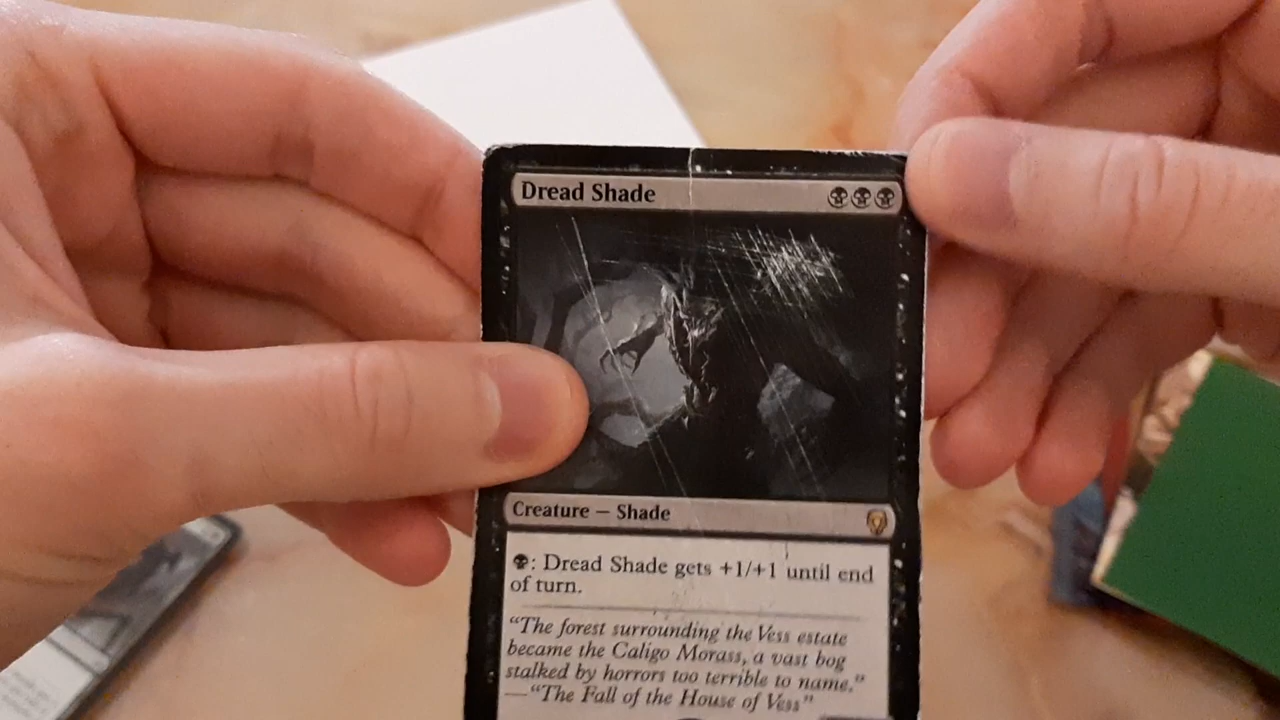 Dread Shade
Creature — Shade
: Dread Shade gets +1/+1 until end
of turn.
"The forest surrounding the Vess estate
became the Caligo Morass, a vast bog
stalked by horrors too terrible to name."
—"The Fall of the House of Vess"